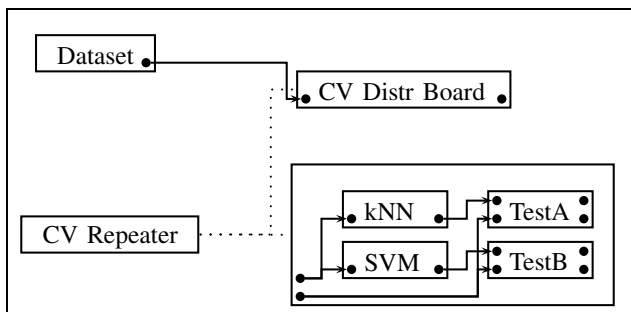 Dataset
CV Distr Board
kNN
TestA
CV Repeater
SVM
TestB